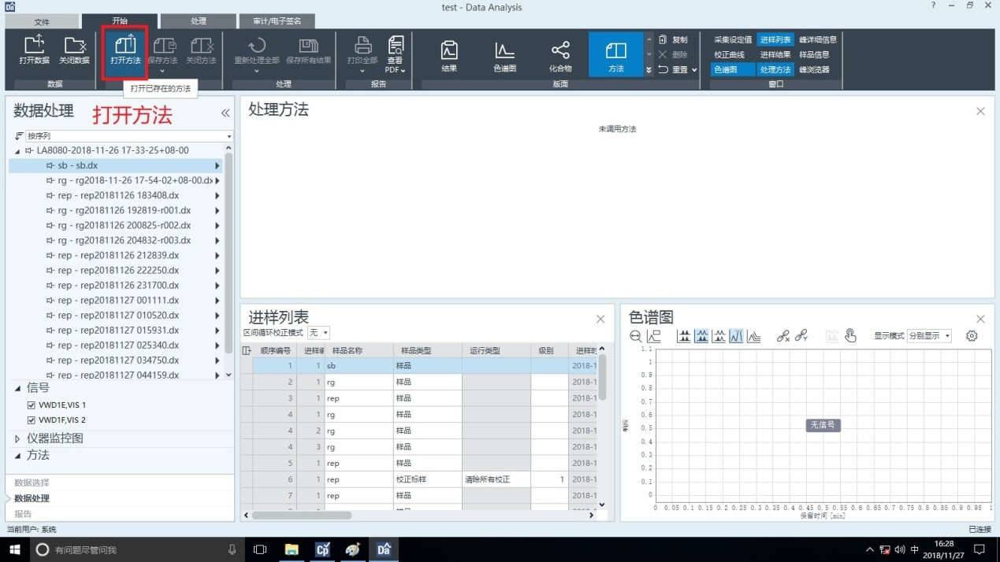 Da
test - Data Analysis
文件 开始 处理 审计/电子签名
打开数据 关闭数据 打开方法 保存方法 关闭方法 重新处理全部 保存所有结果 打印全部 查看 PDF 结果 色谱图 化合物 方法
复制 删除 重置
采集设定值 进样列表 峰详细信息
校正曲线 进样结果 样品信息
色谱图 处理方法 峰浏览器
数据 处理 报告 版面 窗口
打开已存在的方法
数据处理
打开方法
按序列
LA8080-2018-11-26 17-33-25+08-00
sb - sb.dx
rg - rg2018-11-26 17-54-02+08-00.dx
rep - rep20181126 183408.dx
rg - rg20181126 192819-r001.dx
rg - rg20181126 200825-r002.dx
rg - rg20181126 204832-r003.dx
rep - rep20181126 212839.dx
rep - rep20181126 222250.dx
rep - rep20181126 231700.dx
rep - rep20181127 001111.dx
rep - rep20181127 010520.dx
rep - rep20181127 015931.dx
rep - rep20181127 025340.dx
rep - rep20181127 034750.dx
rep - rep20181127 044159.dx
信号
VWD1E,VIS 1
VWD1F,VIS 2
仪器监控图
方法
数据选择
数据处理
报告
处理方法
未调用方法
进样列表
区间循环校正模式 无
顺序编号 进样编 样品名称 样品类型 运行类型 级别 进样时
1 1 sb 样品 2018-1
2 1 rg 样品 2018-1
3 1 rep 样品 2018-1
4 1 rg 样品 2018-1
4 2 rg 样品 2018-1
4 3 rg 样品 2018-1
5 1 rep 样品 2018-1
6 1 rep 校正标样 清除所有校正 1 2018-1
7 1 rep 样品 2018-1
色谱图
显示模式 分别显示
1.1
1
0.9
0.8
0.7
0.6
0.5
0.4
0.3
0.2
0.1
0
响应
无信号
0 0.05 0.1 0.15 0.2 0.25 0.3 0.35 0.4 0.45 0.5 0.55 0.6 0.65 0.7 0.75 0.8 0.85 0.9 0.95 1
保留时间 [min]
当前用户: 系统
已连接
有问题尽管问我
Cp
Da
中
16:28
2018/11/27